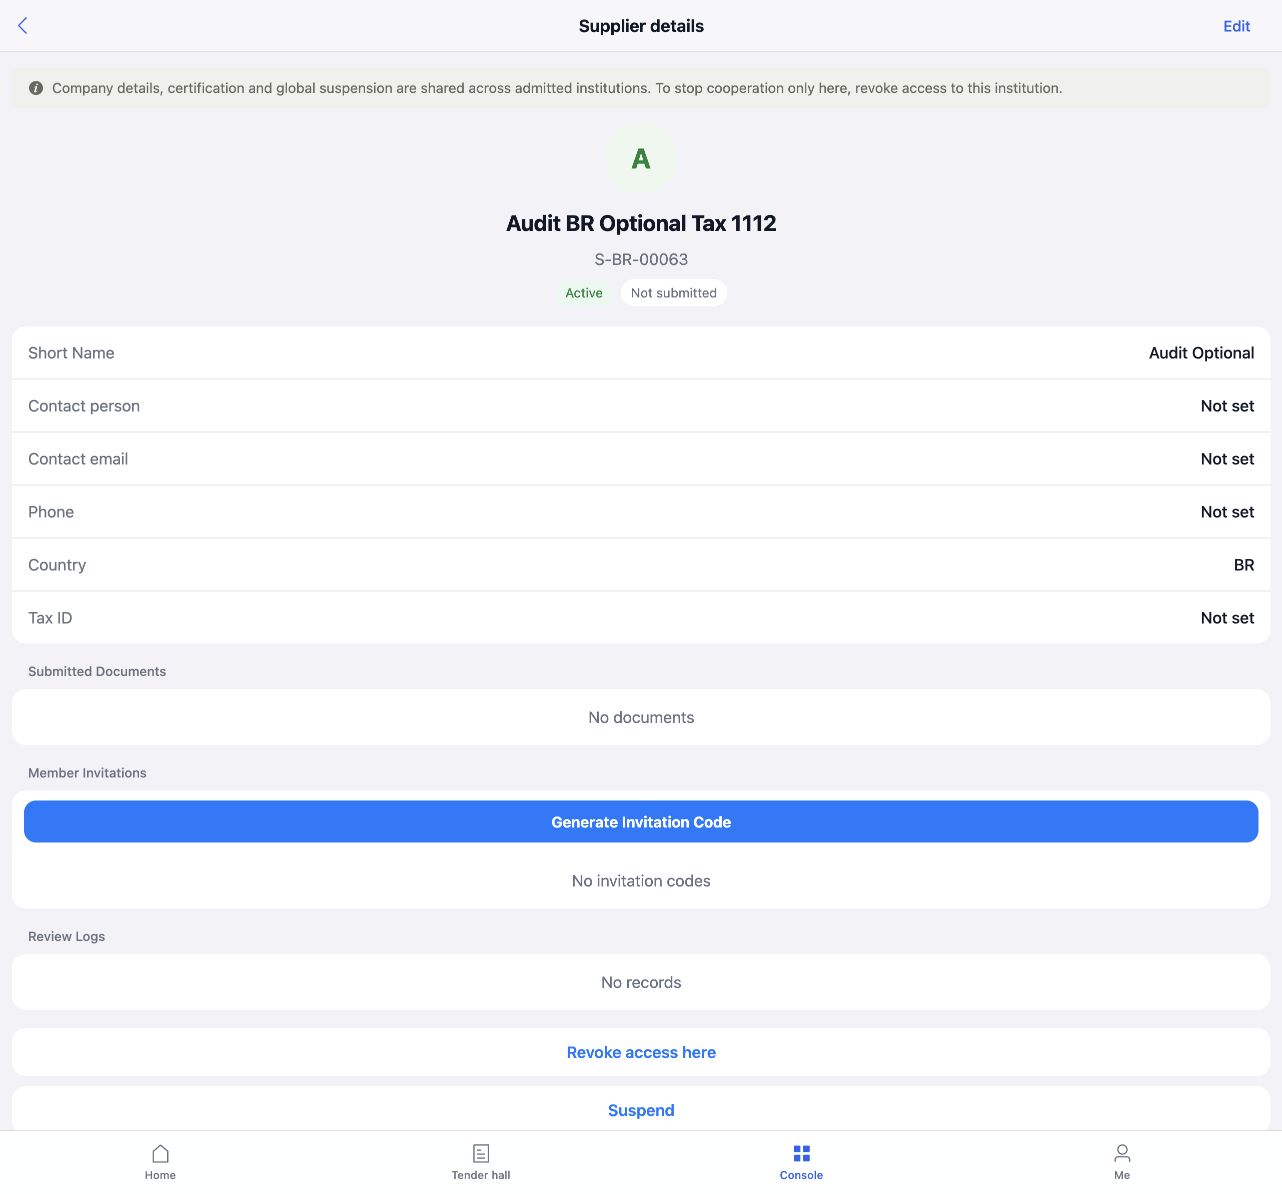 Supplier details
Edit
Company details, certification and global suspension are shared across admitted institutions. To stop cooperation only here, revoke access to this institution.
A
Audit BR Optional Tax 1112
S-BR-00063
Active Not submitted
Short Name Audit Optional
Contact person Not set
Contact email Not set
Phone Not set
Country BR
Tax ID Not set
Submitted Documents
No documents
Member Invitations
Generate Invitation Code
No invitation codes
Review Logs
No records
Revoke access here
Suspend
Home Tender hall Console Me